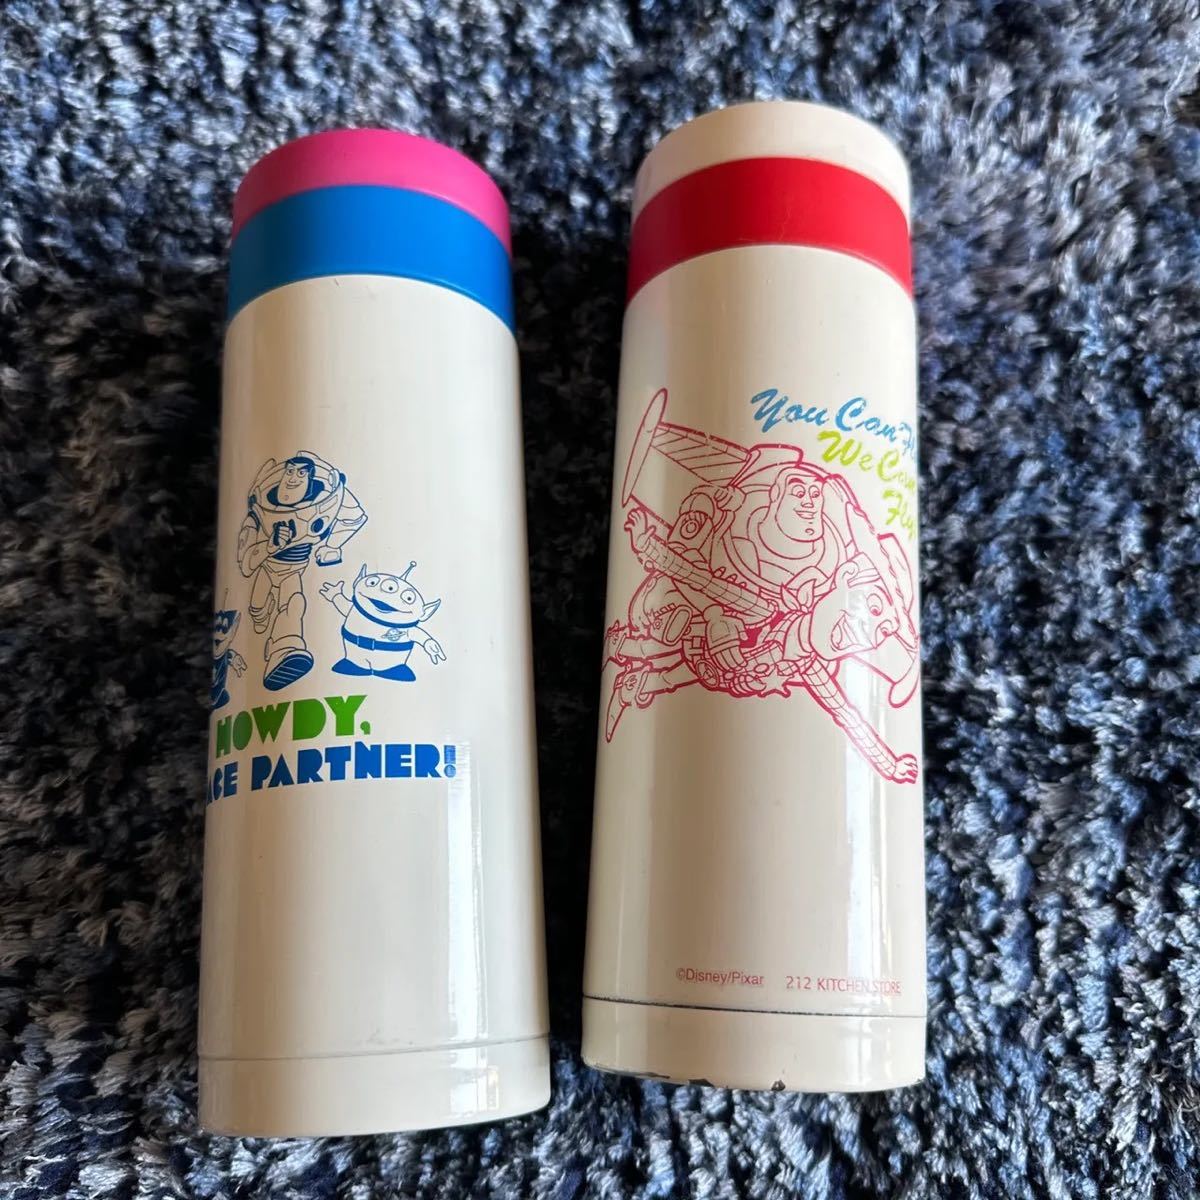 HOWDY,
ACE PARTNER!
You Can
We Can
Fly
©Disney/Pixar 212 KITCHEN STORE